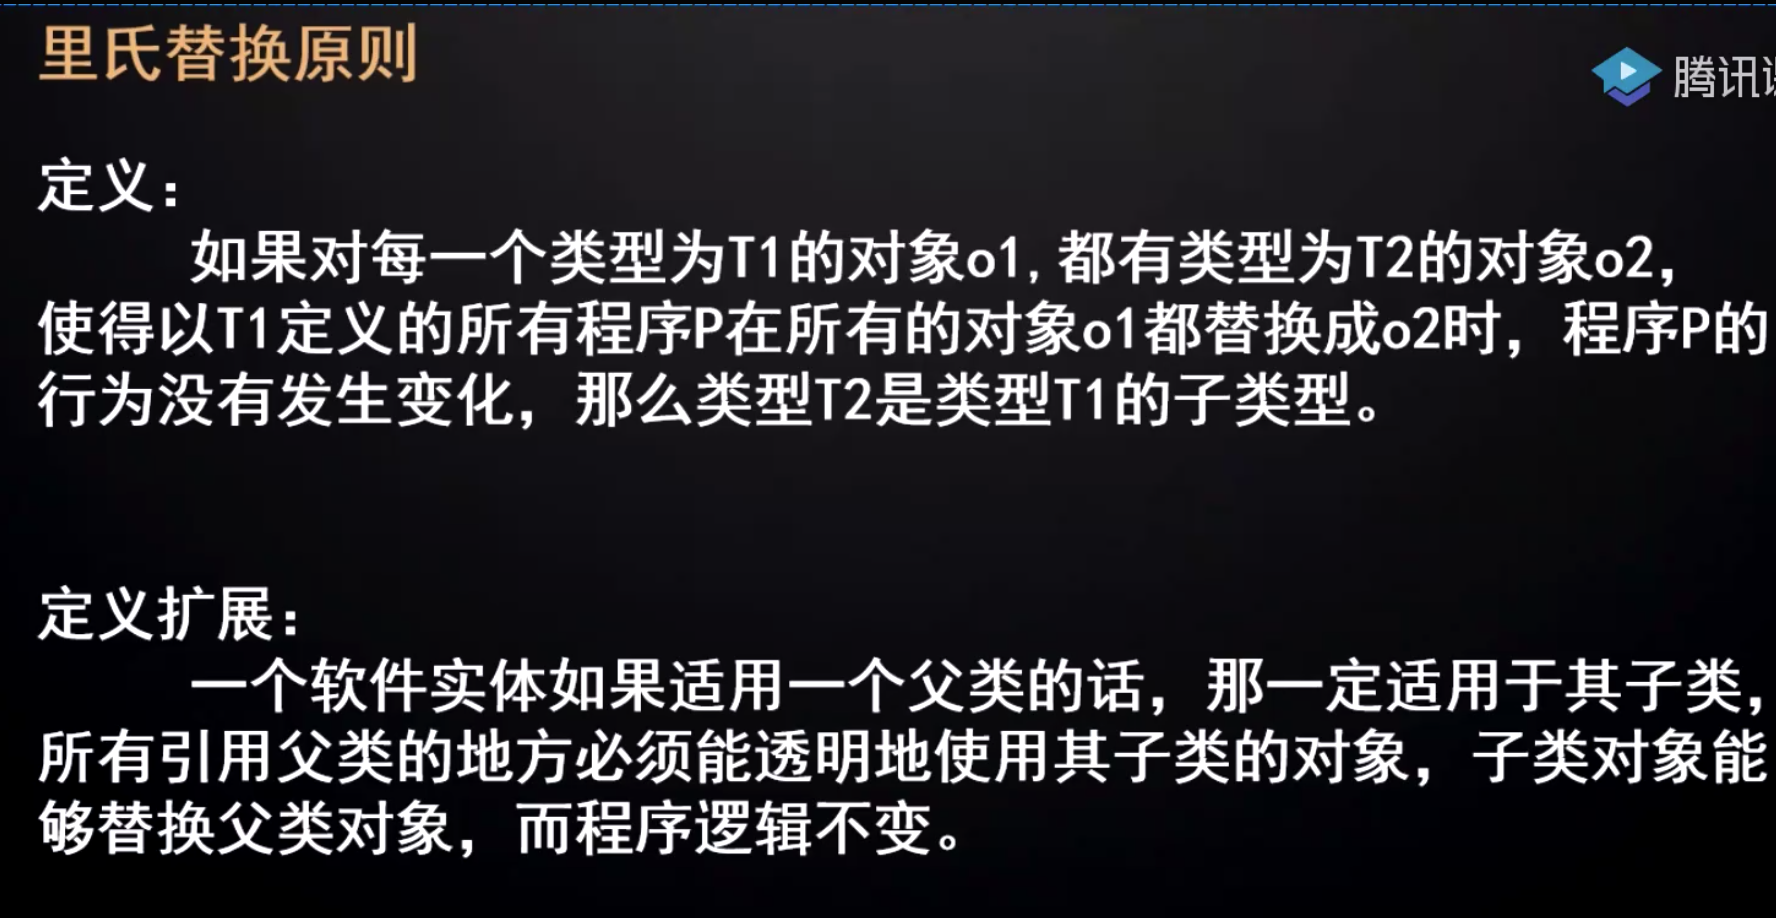 里氏替换原则
腾讯
定义：
如果对每一个类型为T1的对象o1,都有类型为T2的对象o2，
使得以T1定义的所有程序P在所有的对象o1都替换成o2时，程序P的
行为没有发生变化，那么类型T2是类型T1的子类型。
定义扩展：
一个软件实体如果适用一个父类的话，那一定适用于其子类，
所有引用父类的地方必须能透明地使用其子类的对象，子类对象能
够替换父类对象，而程序逻辑不变。